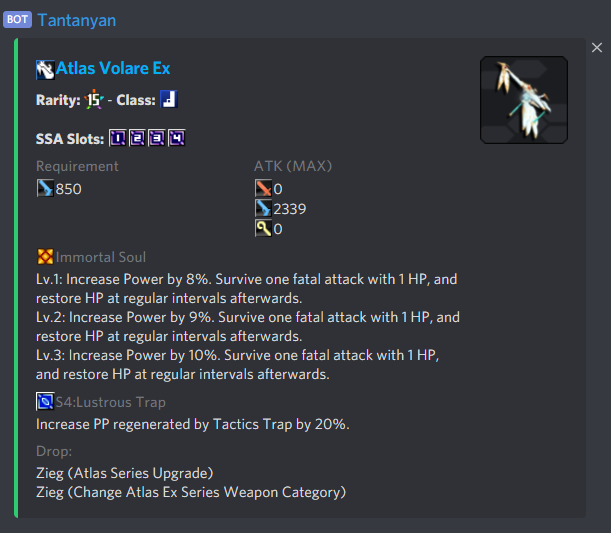 BOT Tantanyan
Atlas Volare Ex
Rarity: 15 - Class:
SSA Slots: 1 2 3 4
Requirement
850
ATK (MAX)
0
2339
0
Immortal Soul
Lv.1: Increase Power by 8%. Survive one fatal attack with 1 HP, and
restore HP at regular intervals afterwards.
Lv.2: Increase Power by 9%. Survive one fatal attack with 1 HP, and
restore HP at regular intervals afterwards.
Lv.3: Increase Power by 10%. Survive one fatal attack with 1 HP,
and restore HP at regular intervals afterwards.
S4:Lustrous Trap
Increase PP regenerated by Tactics Trap by 20%.
Drop:
Zieg (Atlas Series Upgrade)
Zieg (Change Atlas Ex Series Weapon Category)